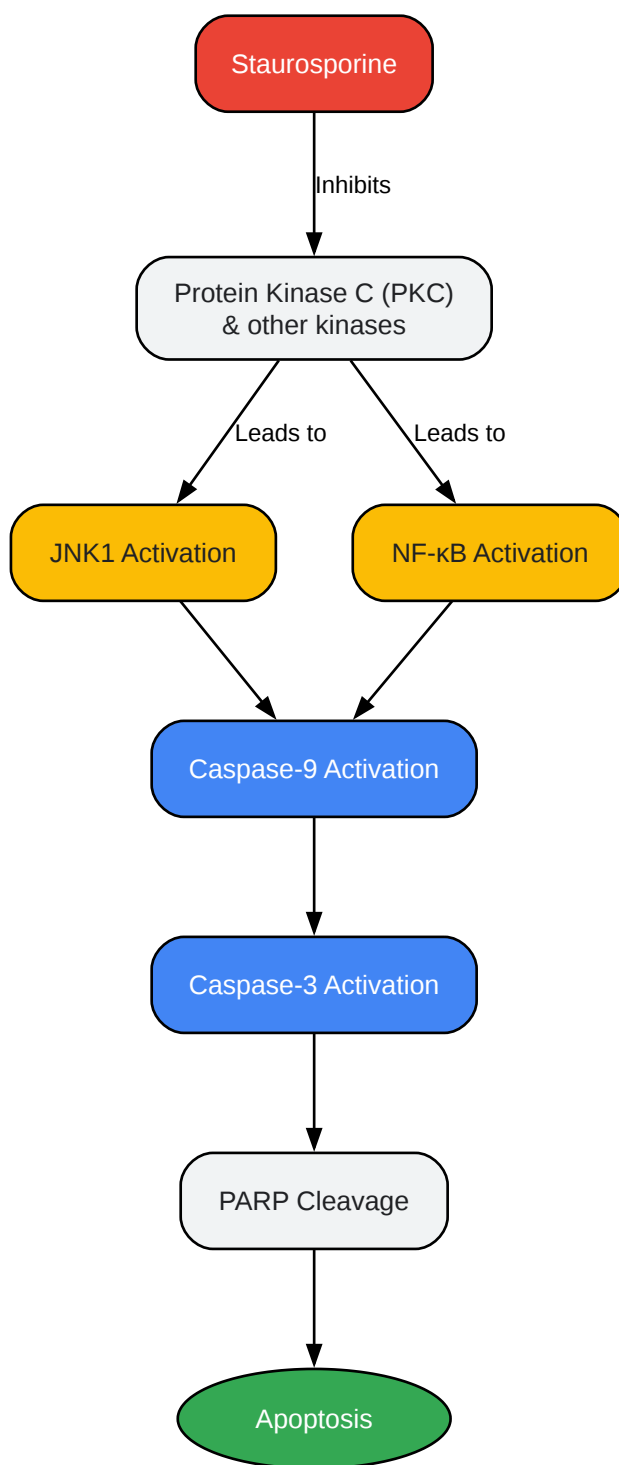 Staurosporine
Inhibits
Protein Kinase C (PKC)
& other kinases
Leads to
Leads to
JNK1 Activation
NF-κB Activation
Caspase-9 Activation
Caspase-3 Activation
PARP Cleavage
Apoptosis